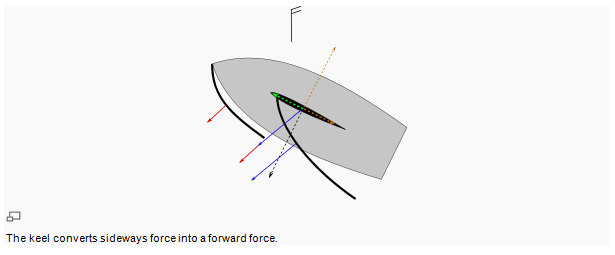 The keel converts sideways force into a forward force.